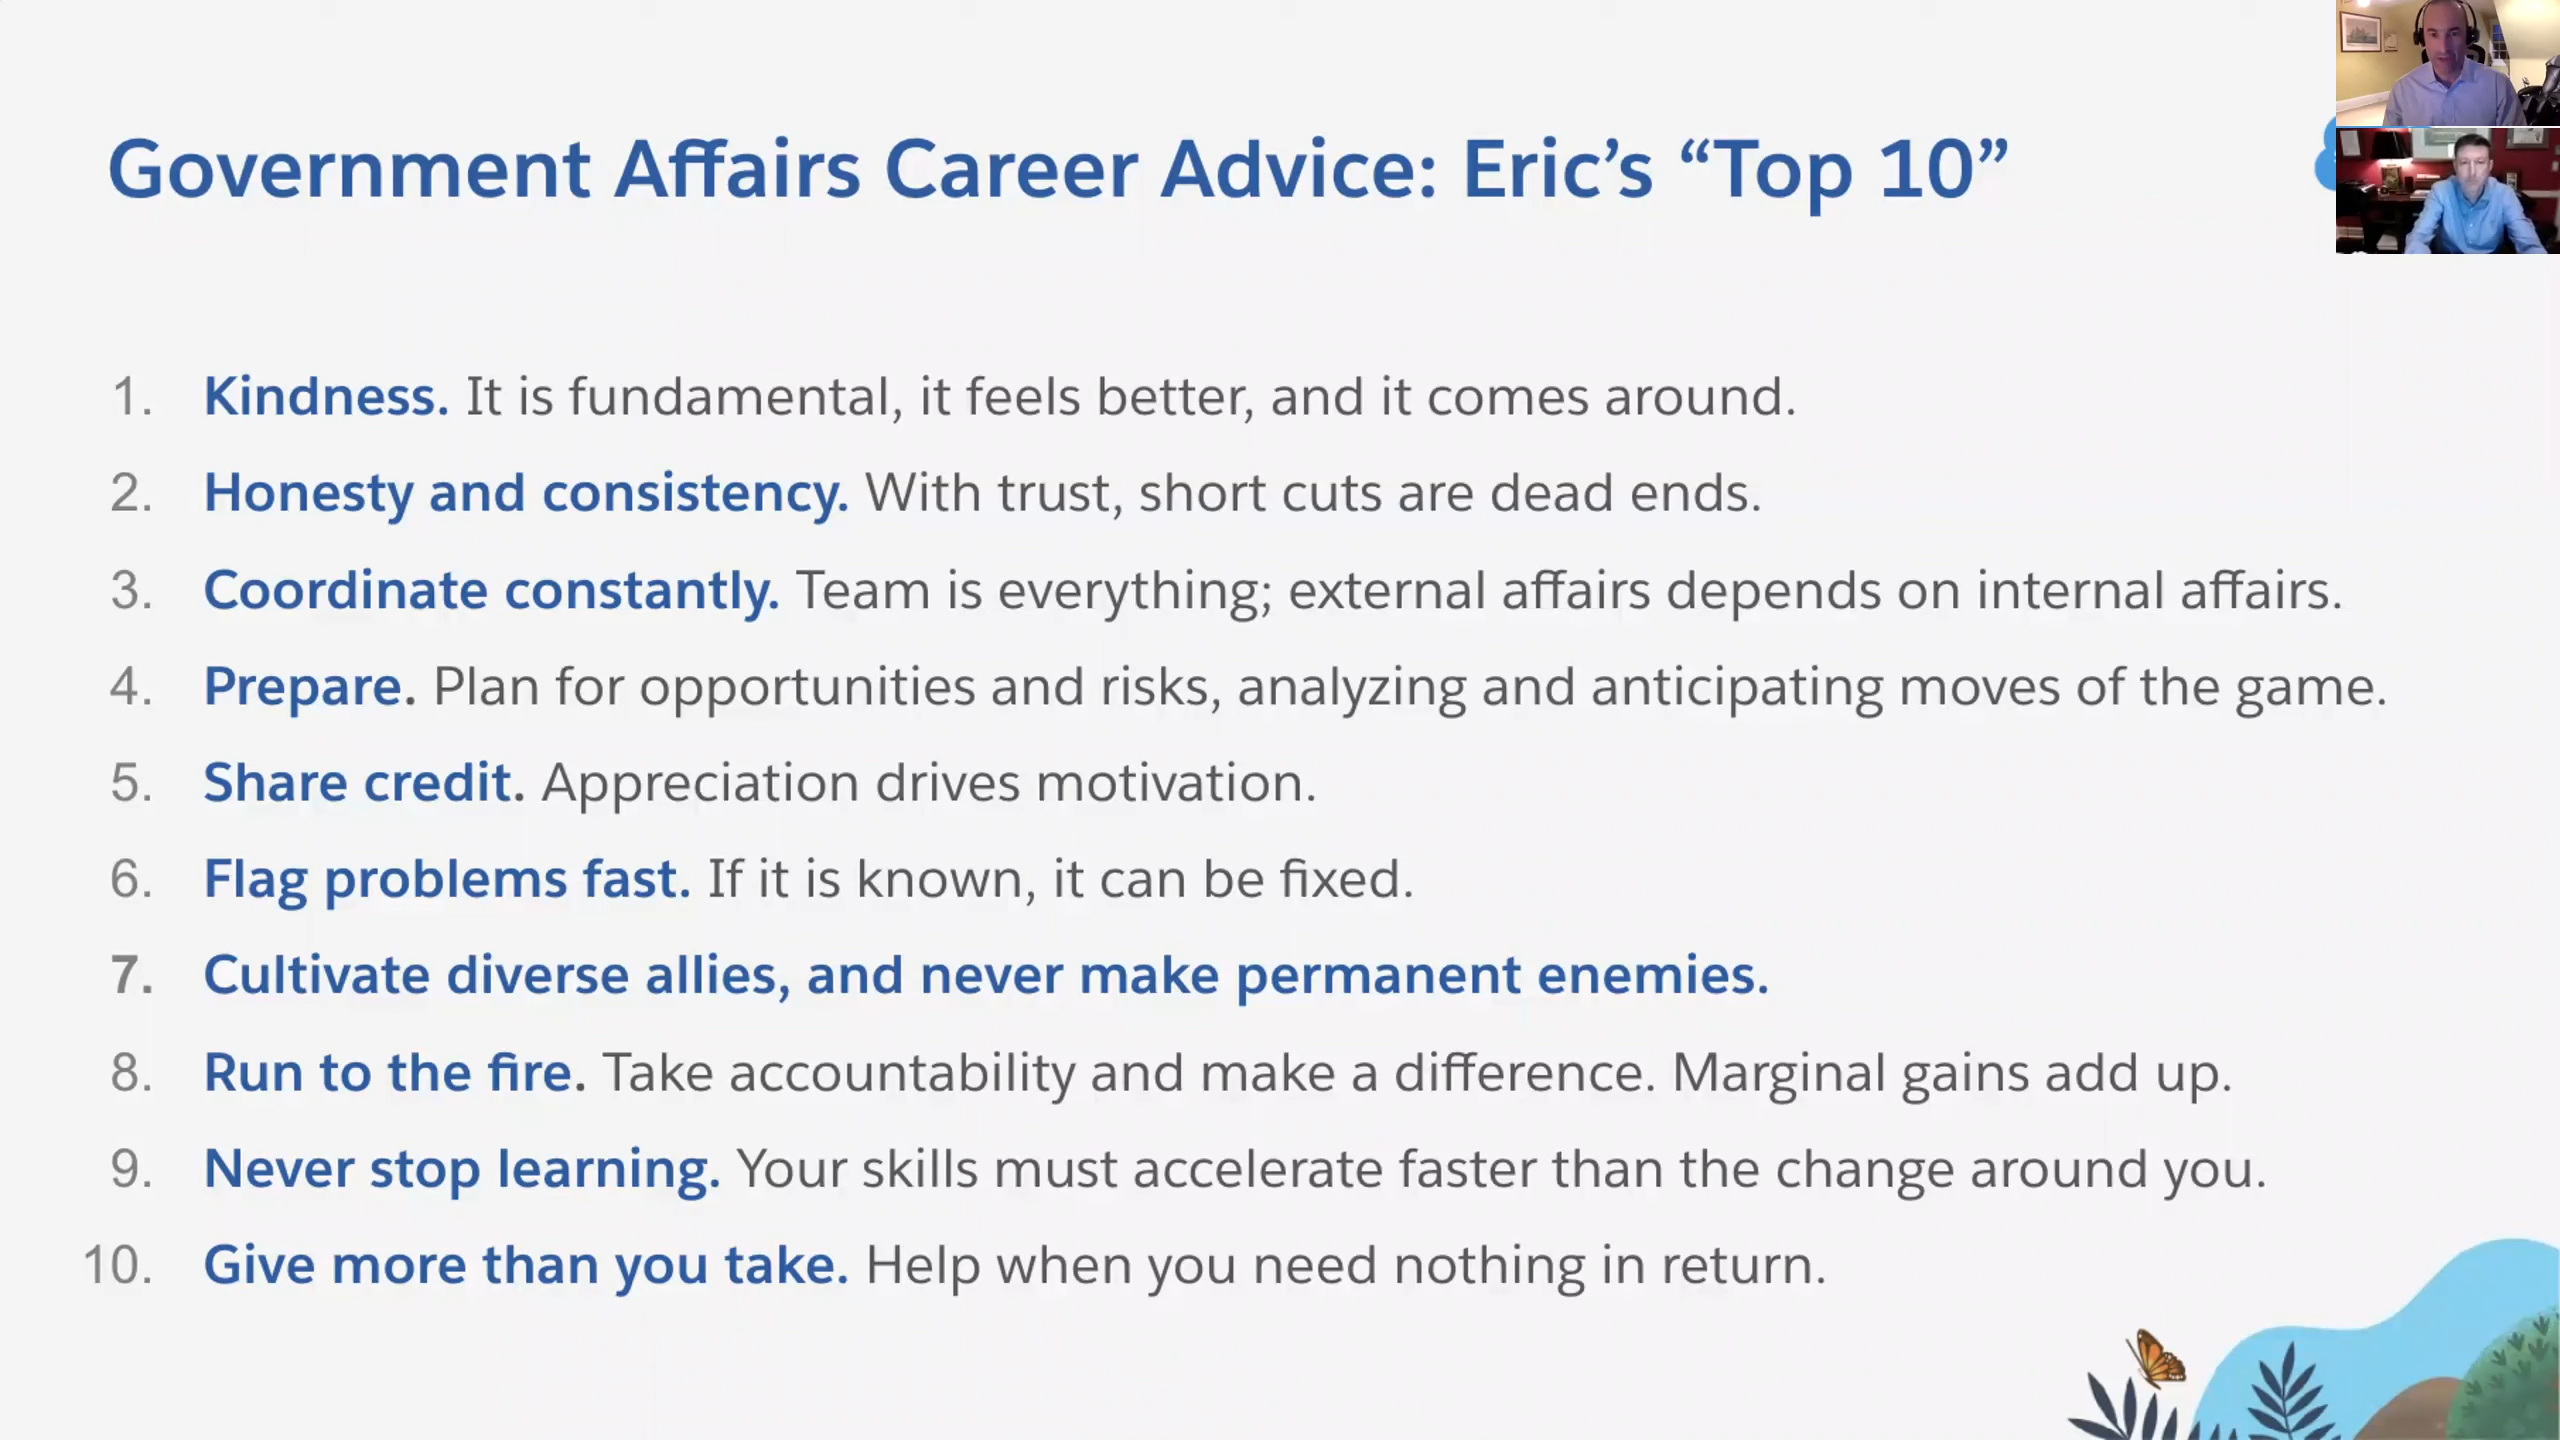 Government Affairs Career Advice: Eric’s “Top 10”
1. Kindness. It is fundamental, it feels better, and it comes around.
2. Honesty and consistency. With trust, short cuts are dead ends.
3. Coordinate constantly. Team is everything; external affairs depends on internal affairs.
4. Prepare. Plan for opportunities and risks, analyzing and anticipating moves of the game.
5. Share credit. Appreciation drives motivation.
6. Flag problems fast. If it is known, it can be fixed.
7. Cultivate diverse allies, and never make permanent enemies.
8. Run to the fire. Take accountability and make a difference. Marginal gains add up.
9. Never stop learning. Your skills must accelerate faster than the change around you.
10. Give more than you take. Help when you need nothing in return.